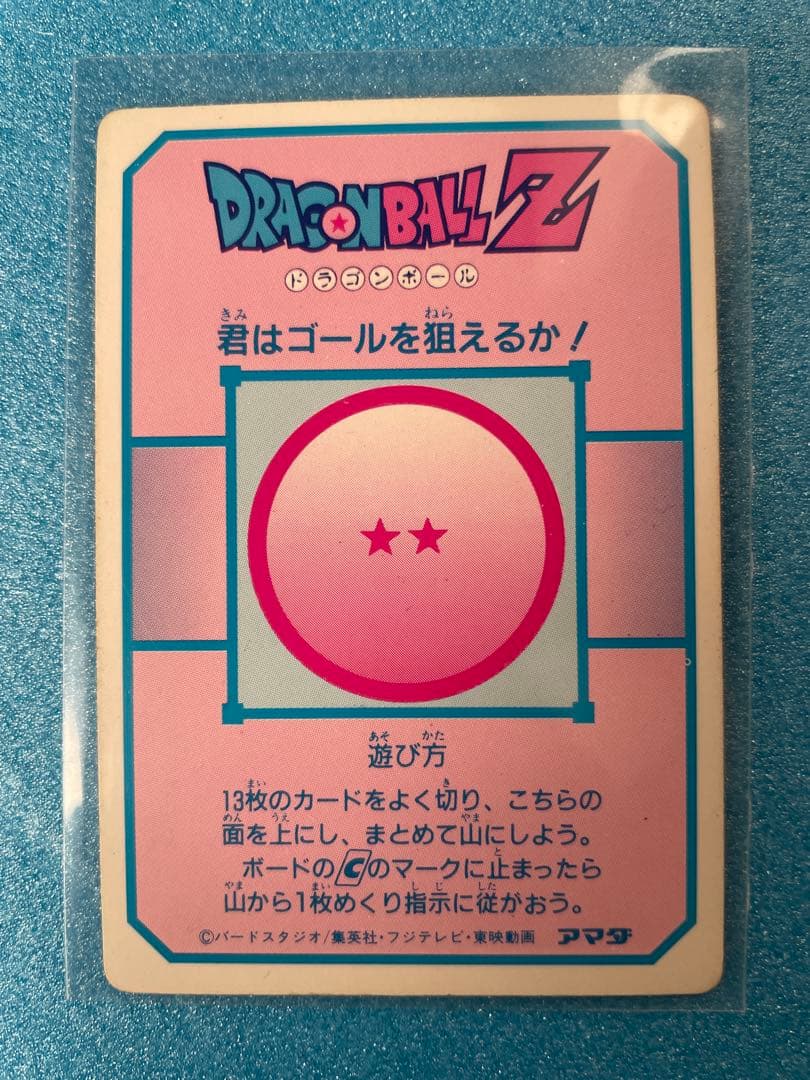 DRAGONBALL Z
ドラゴンボール
君はゴールを狙えるか!
遊び方
13枚のカードをよく切り、こちらの
面を上にし、まとめて山にしよう。
ボードのCのマークに止まったら
山から1枚めくり指示に従がおう。
©バードスタジオ/集英社・フジテレビ・東映動画 アマダ